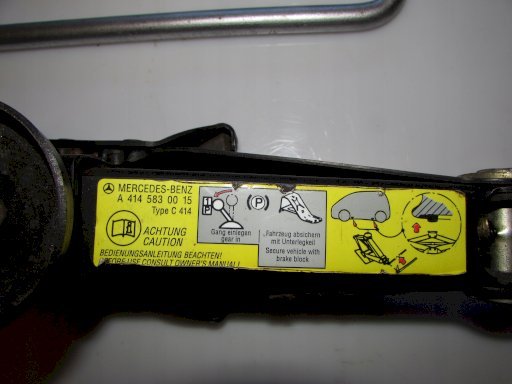 MERCEDES-BENZ
A 414 583 00 15
Type C 414
ACHTUNG
CAUTION
BEDIENUNGSANLEITUNG BEACHTEN!
BEFORE USE CONSULT OWNER'S MANUAL!
1
P
(P)
Gang einlegen
gear in
Fahrzeug absichern
mit Unterlegkeil
Secure vehicle with
brake block